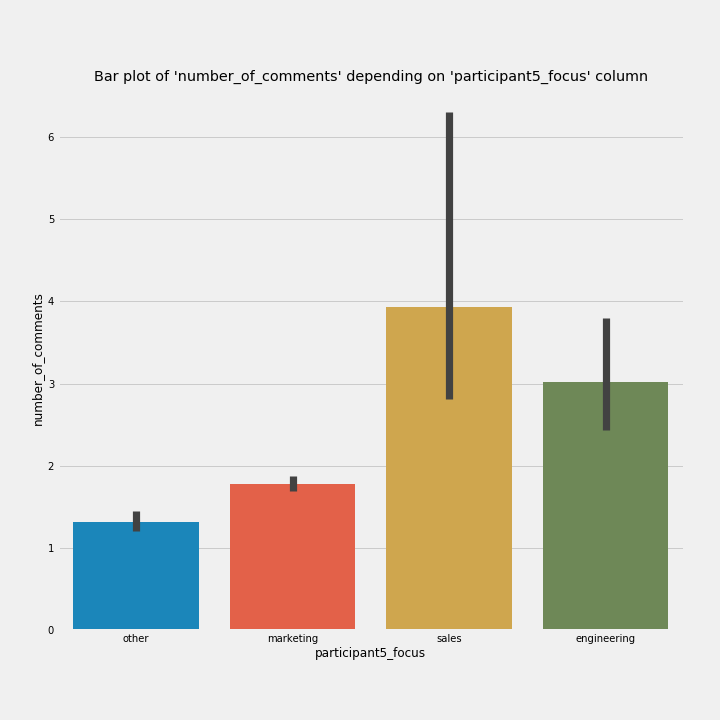 Bar plot of 'number_of_comments' depending on 'participant5_focus' column
number_of_comments
6
5
4
3
2
1
0
other marketing sales engineering
participant5_focus